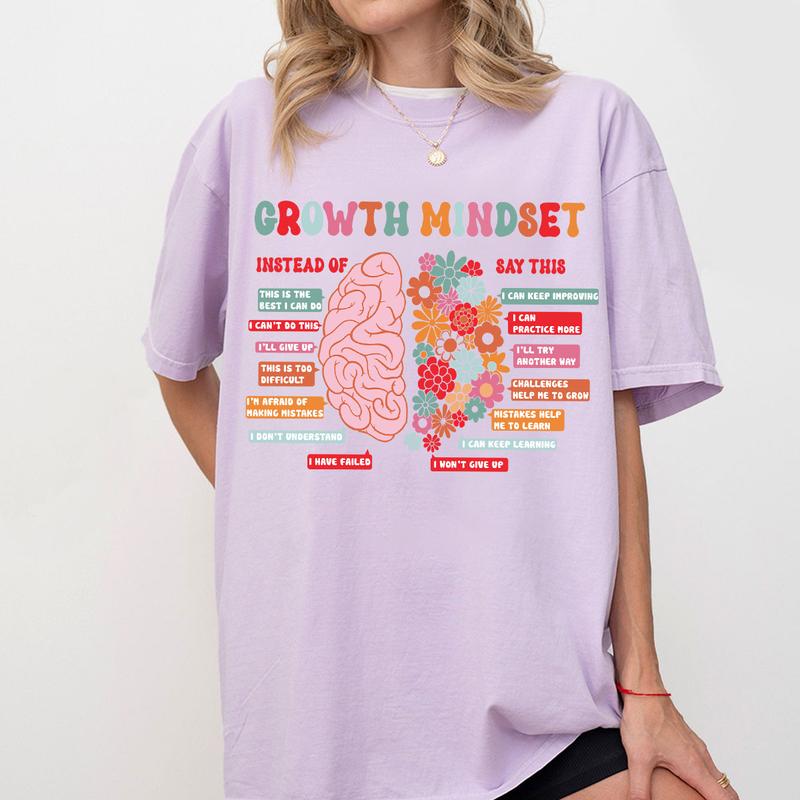 GROWTH MINDSET
INSTEAD OF
THIS IS THE
BEST I CAN DO
I CAN'T DO THIS
I'LL GIVE UP
THIS IS TOO
DIFFICULT
I'M AFRAID OF
MAKING MISTAKES
I DON'T UNDERSTAND
I HAVE FAILED
SAY THIS
I CAN KEEP IMPROVING
I CAN
PRACTICE MORE
I'LL TRY
ANOTHER WAY
CHALLENGES
HELP ME TO GROW
MISTAKES HELP
ME TO LEARN
I CAN KEEP LEARNING
I WON'T GIVE UP